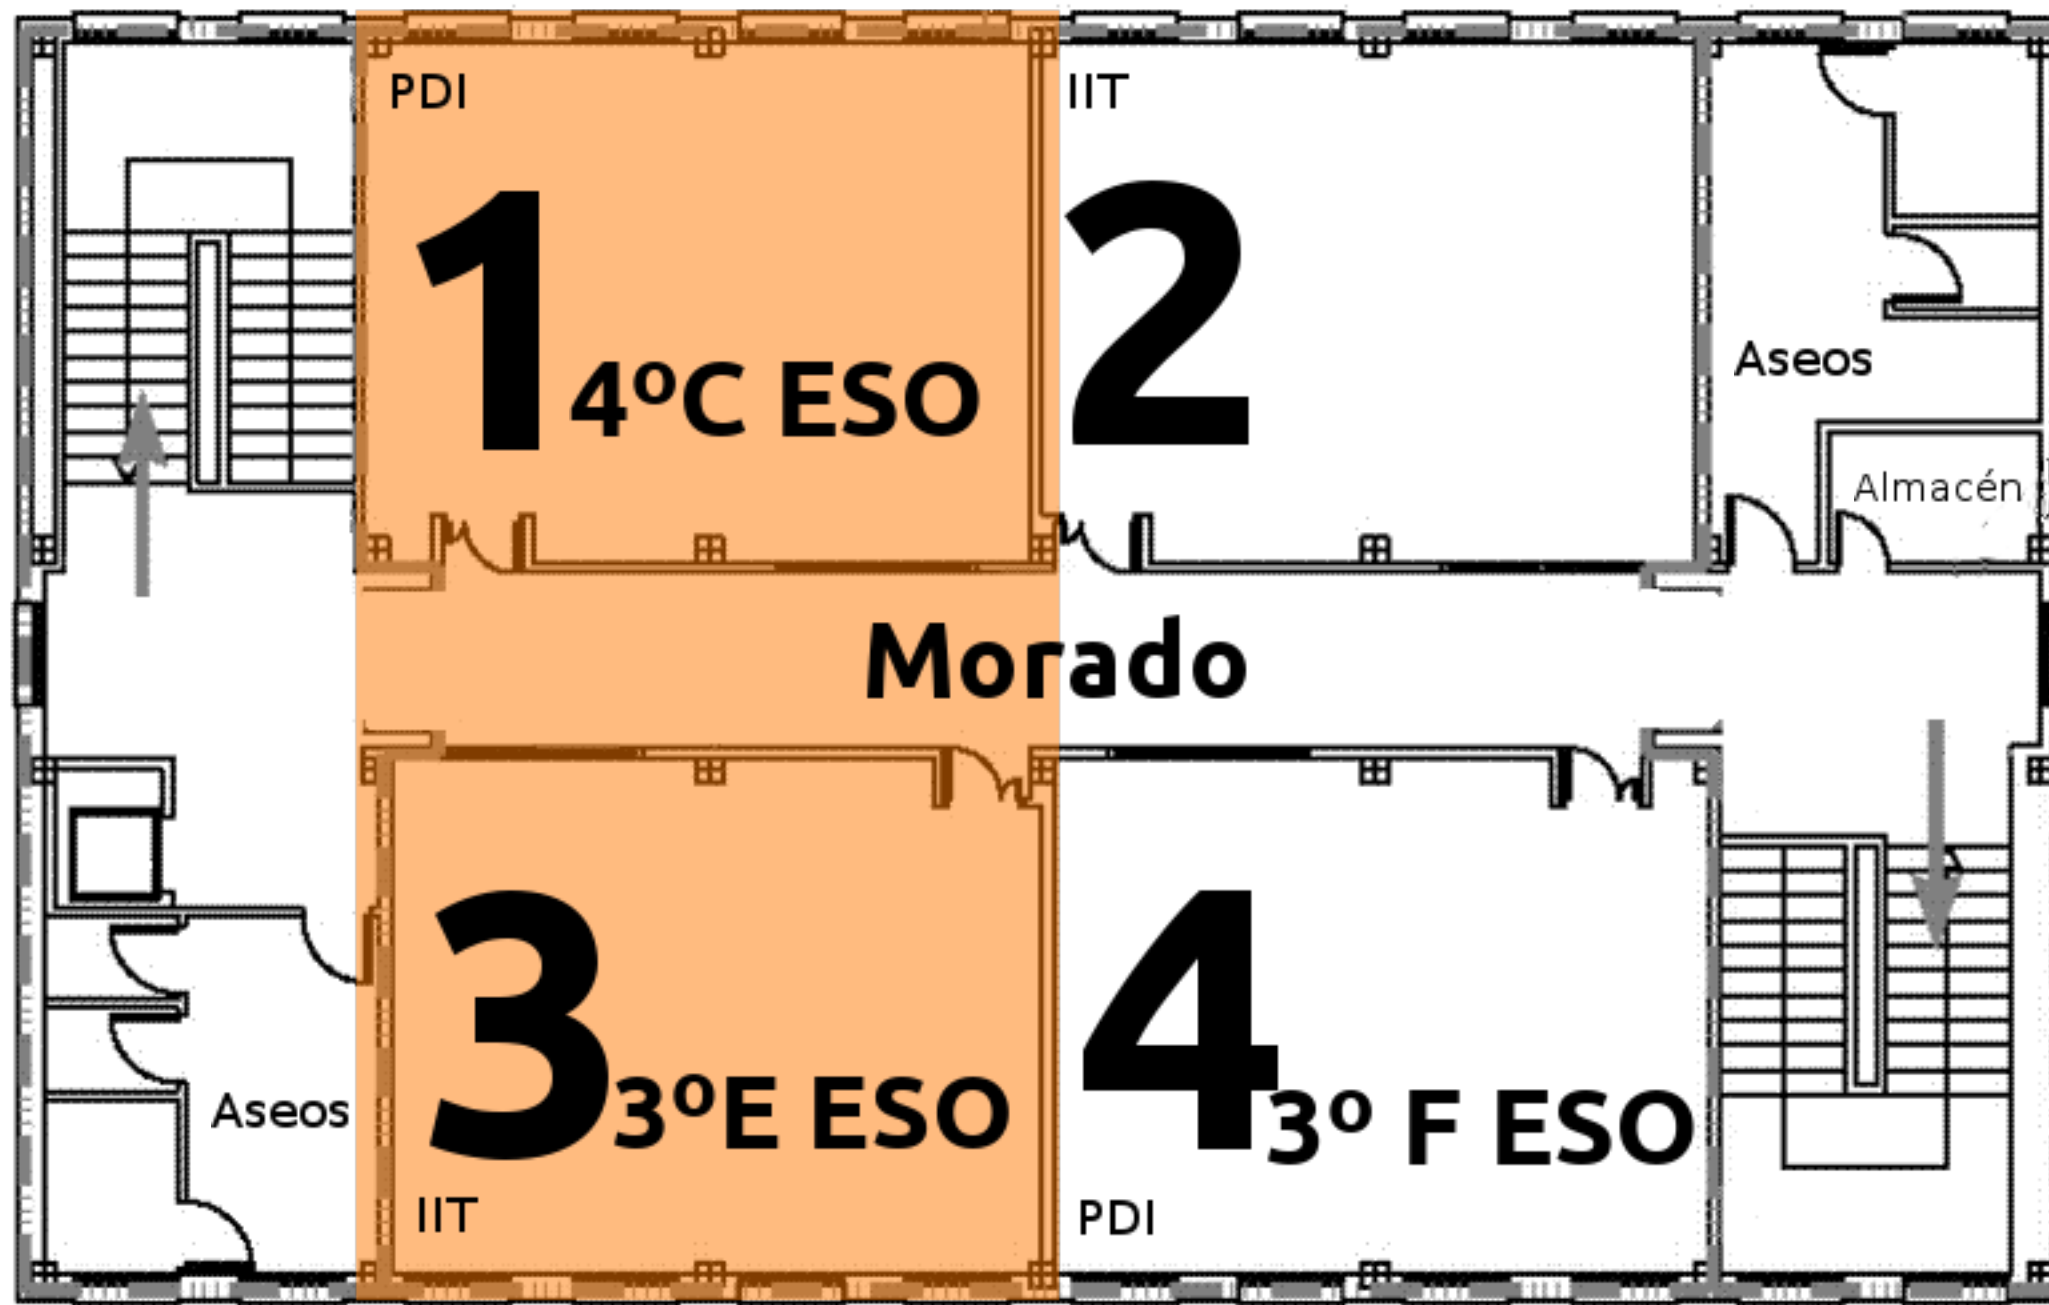 PDI
IIT
1
4ºC ESO
2
Aseos
Almacén
Morado
3
3ºE ESO
4
3º F ESO
Aseos
IIT
PDI